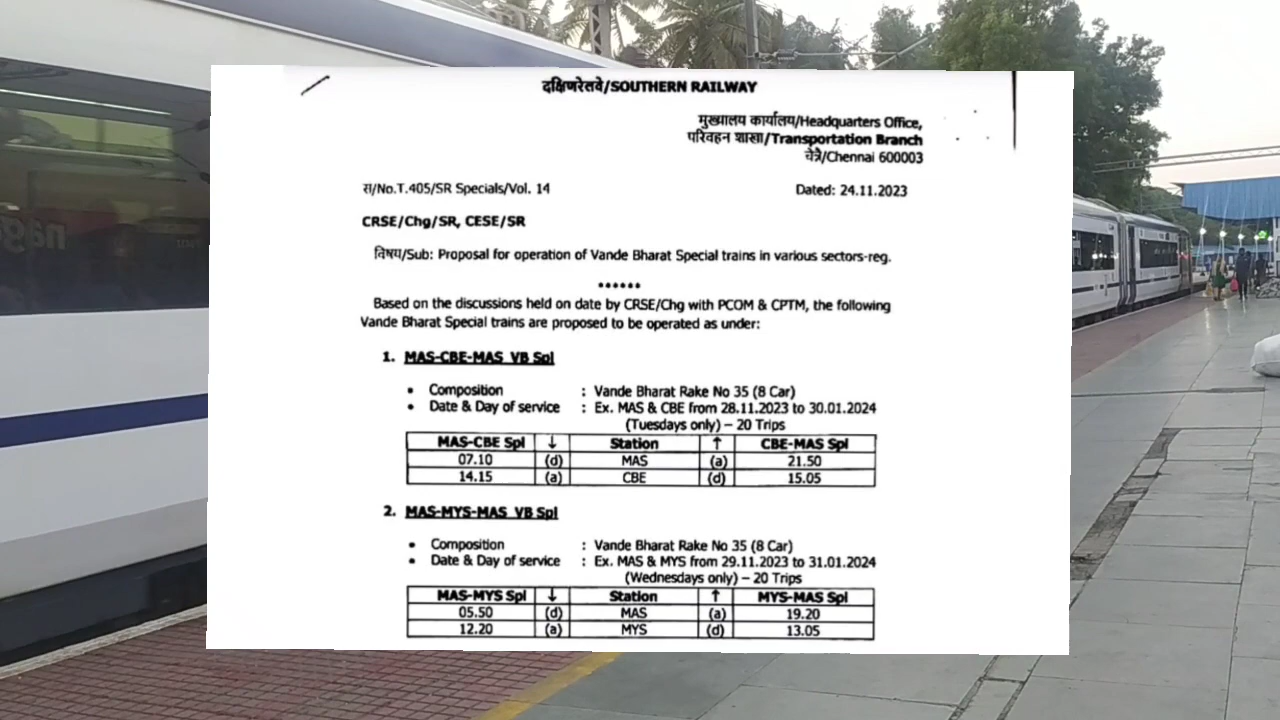 दक्षिणरेलवे/SOUTHERN RAILWAY
मुख्यालय कार्यालय/Headquarters Office,
परिवहन शाखा/Transportation Branch
चेन्नै/Chennai 600003
सं/No.T.405/SR Specials/Vol. 14 Dated: 24.11.2023
CRSE/Chg/SR, CESE/SR
विषय/Sub: Proposal for operation of Vande Bharat Special trains in various sectors-reg.
******
Based on the discussions held on date by CRSE/Chg with PCOM & CPTM, the following
Vande Bharat Special trains are proposed to be operated as under:
1. MAS-CBE-MAS VB Spl
• Composition : Vande Bharat Rake No 35 (8 Car)
• Date & Day of service : Ex. MAS & CBE from 28.11.2023 to 30.01.2024
(Tuesdays only) – 20 Trips
MAS-CBE Spl ↓ Station ↑ CBE-MAS Spl
07.10 (d) MAS (a) 21.50
14.15 (a) CBE (d) 15.05
2. MAS-MYS-MAS VB Spl
• Composition : Vande Bharat Rake No 35 (8 Car)
• Date & Day of service : Ex. MAS & MYS from 29.11.2023 to 31.01.2024
(Wednesdays only) – 20 Trips
MAS-MYS Spl ↓ Station ↑ MYS-MAS Spl
05.50 (d) MAS (a) 19.20
12.20 (a) MYS (d) 13.05